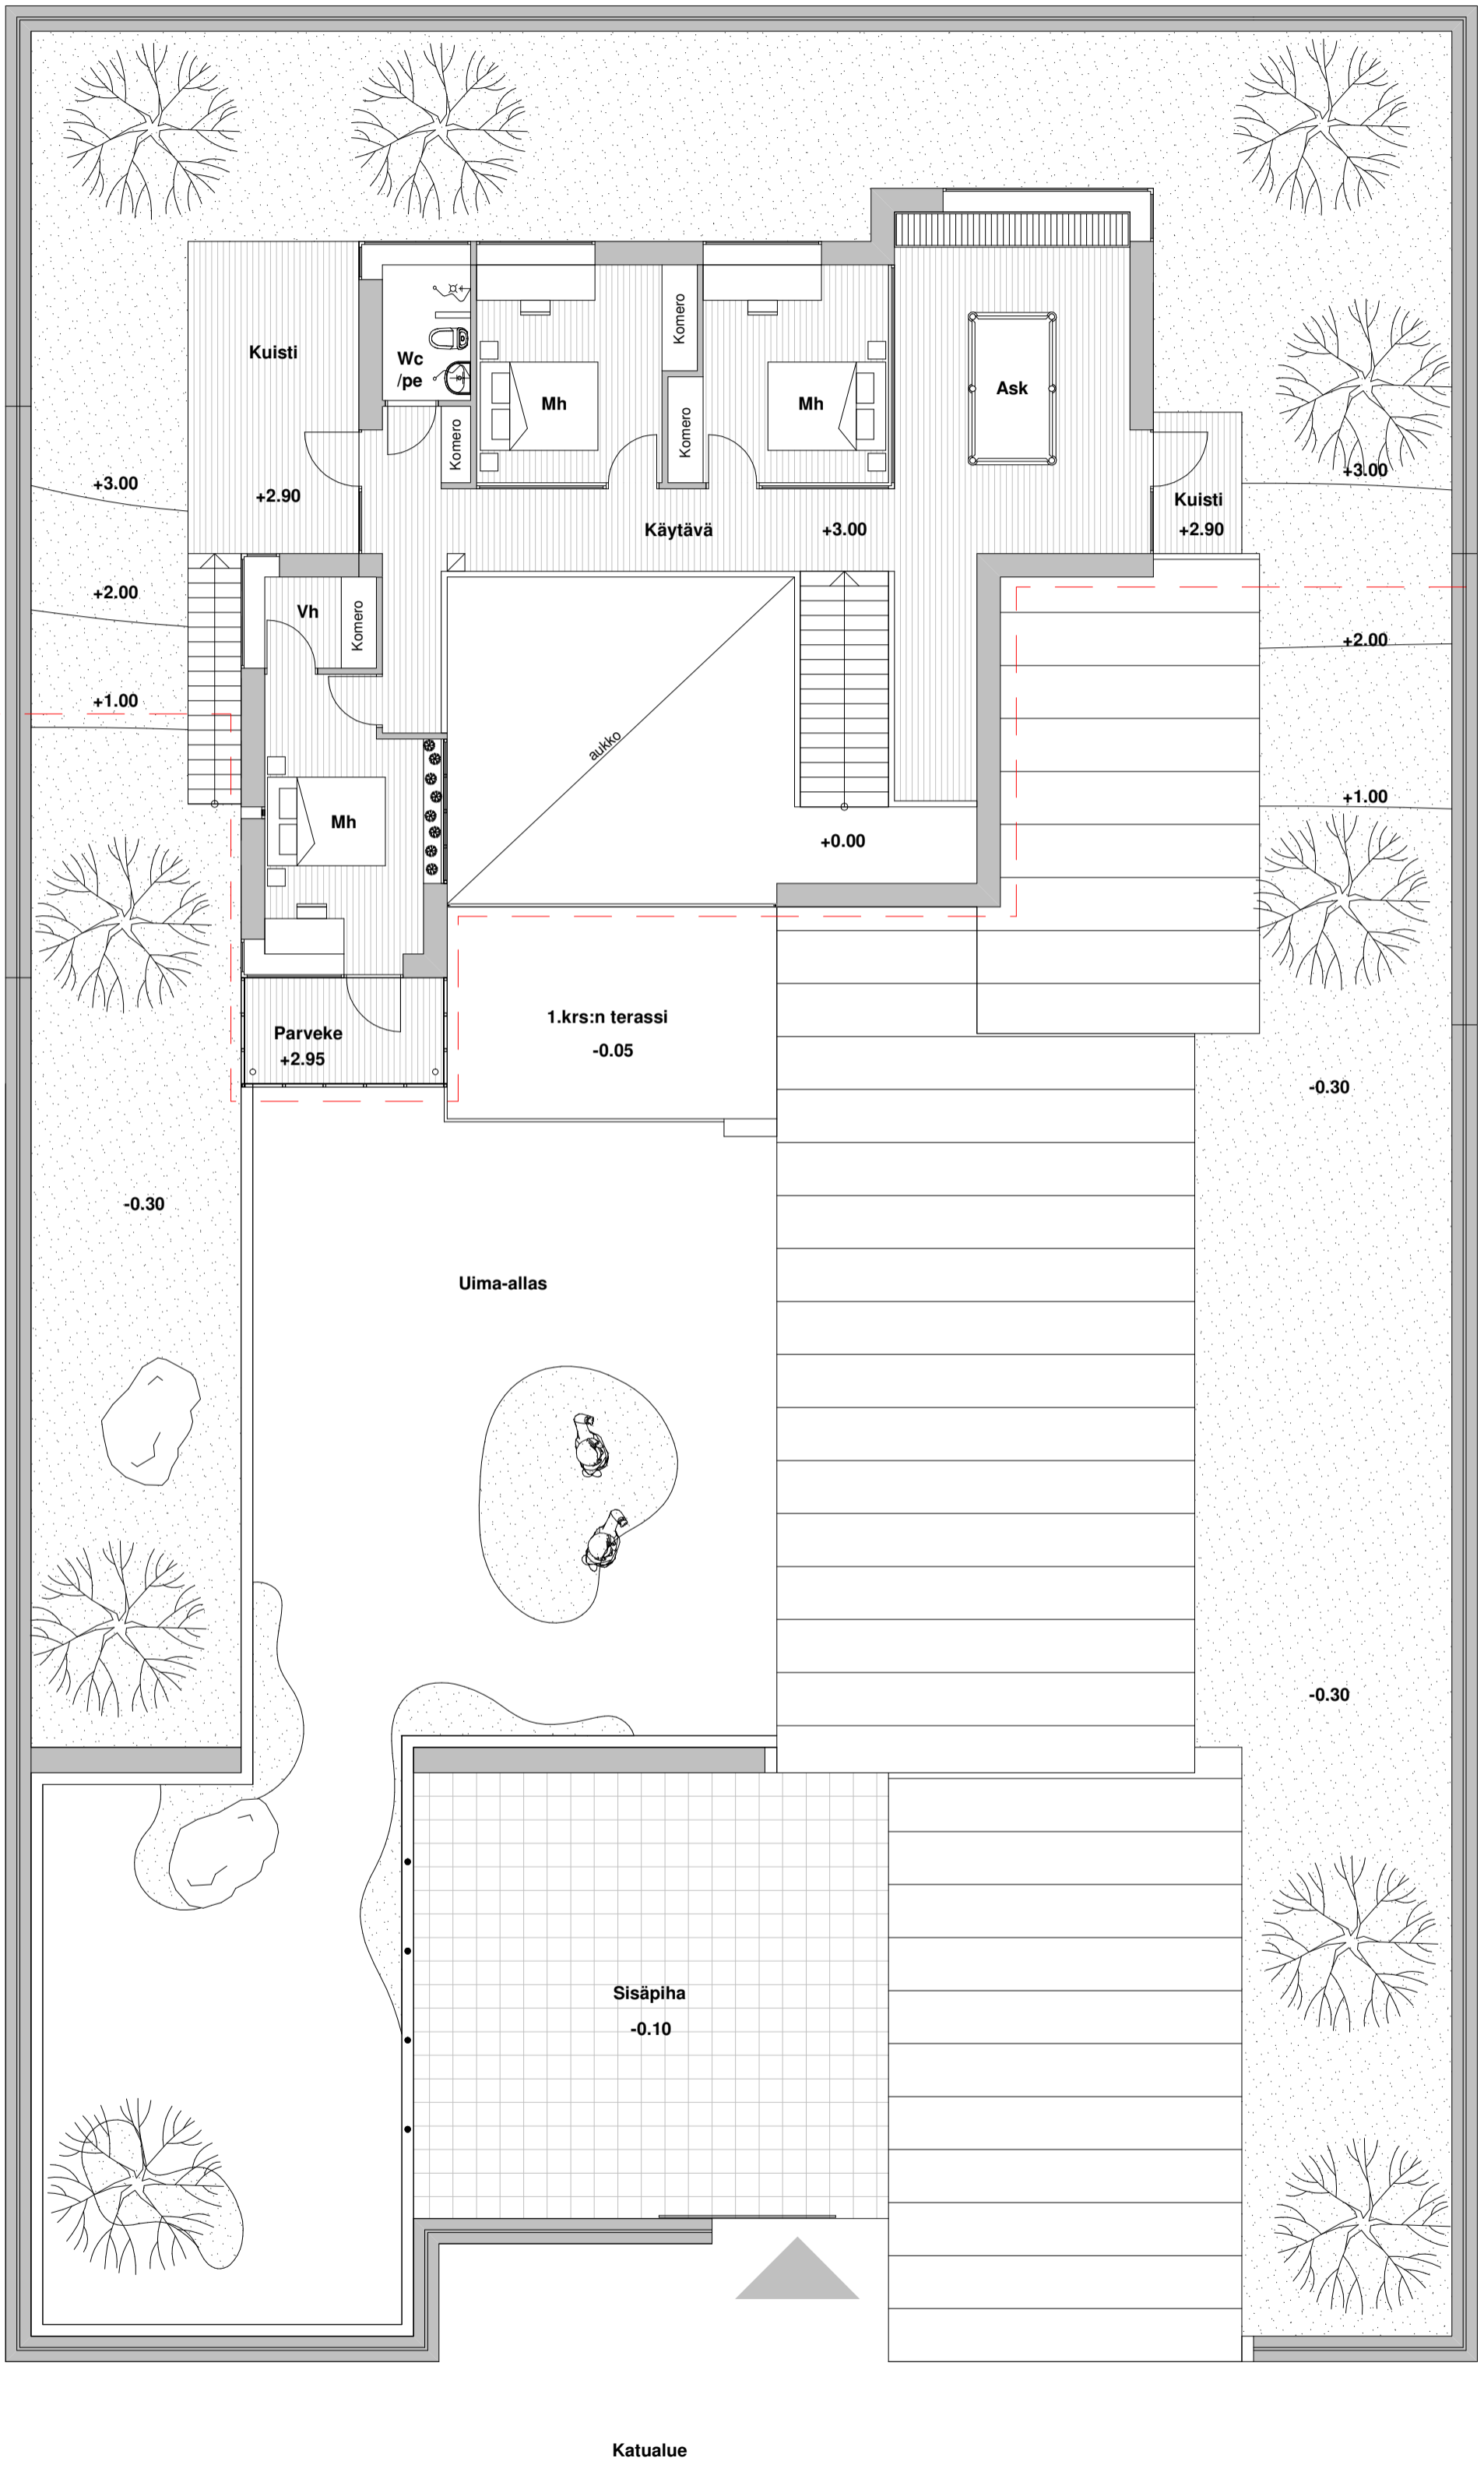 Komero
Kuisti
Wc
/pe
Mh
Mh
Ask
Komero
Komero
+3.00
+3.00
+2.90
Kuisti
Käytävä
+3.00
+2.90
+2.00
Vh
Komero
+2.00
+1.00
aukko
+1.00
Mh
+0.00
1.krs:n terassi
-0.05
Parveke
+2.95
-0.30
-0.30
Uima-allas
-0.30
Sisäpiha
-0.10
Katualue